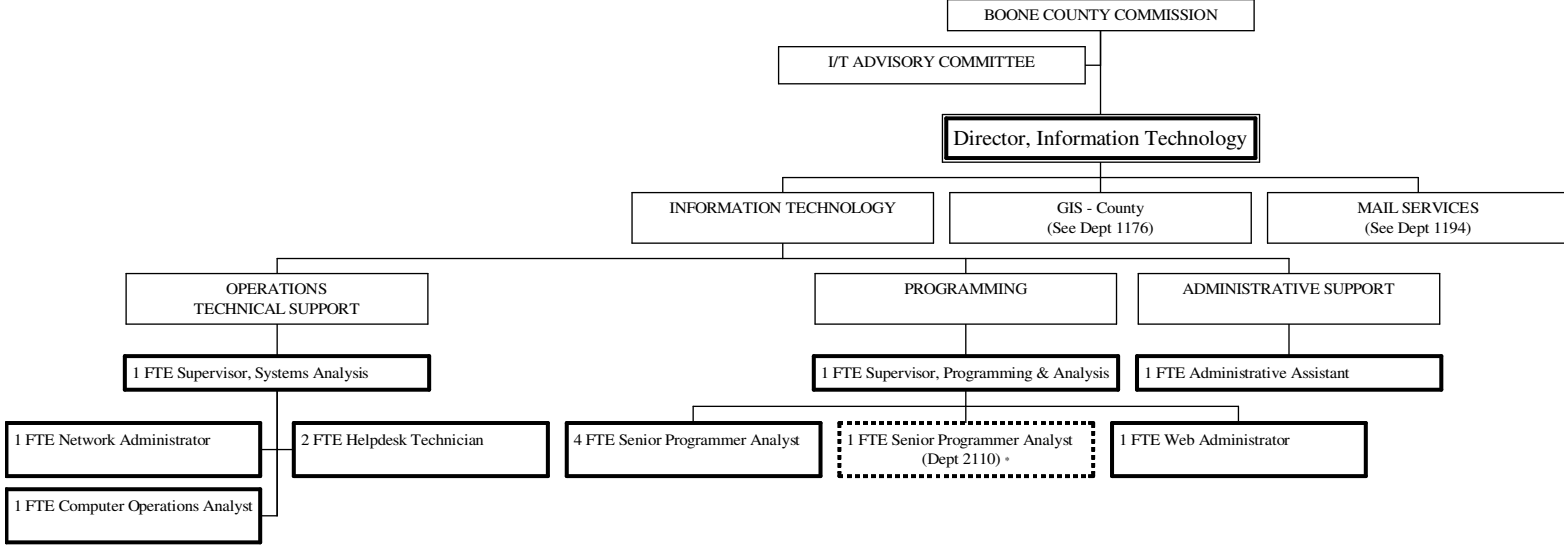 BOONE COUNTY COMMISSION
I/T ADVISORY COMMITTEE
Director, Information Technology
INFORMATION TECHNOLOGY
GIS - County
(See Dept 1176)
MAIL SERVICES
(See Dept 1194)
OPERATIONS
TECHNICAL SUPPORT
PROGRAMMING
ADMINISTRATIVE SUPPORT
1 FTE Supervisor, Systems Analysis
1 FTE Supervisor, Programming & Analysis
1 FTE Administrative Assistant
1 FTE Network Administrator
2 FTE Helpdesk Technician
4 FTE Senior Programmer Analyst
1 FTE Senior Programmer Analyst
(Dept 2110) *
1 FTE Web Administrator
1 FTE Computer Operations Analyst